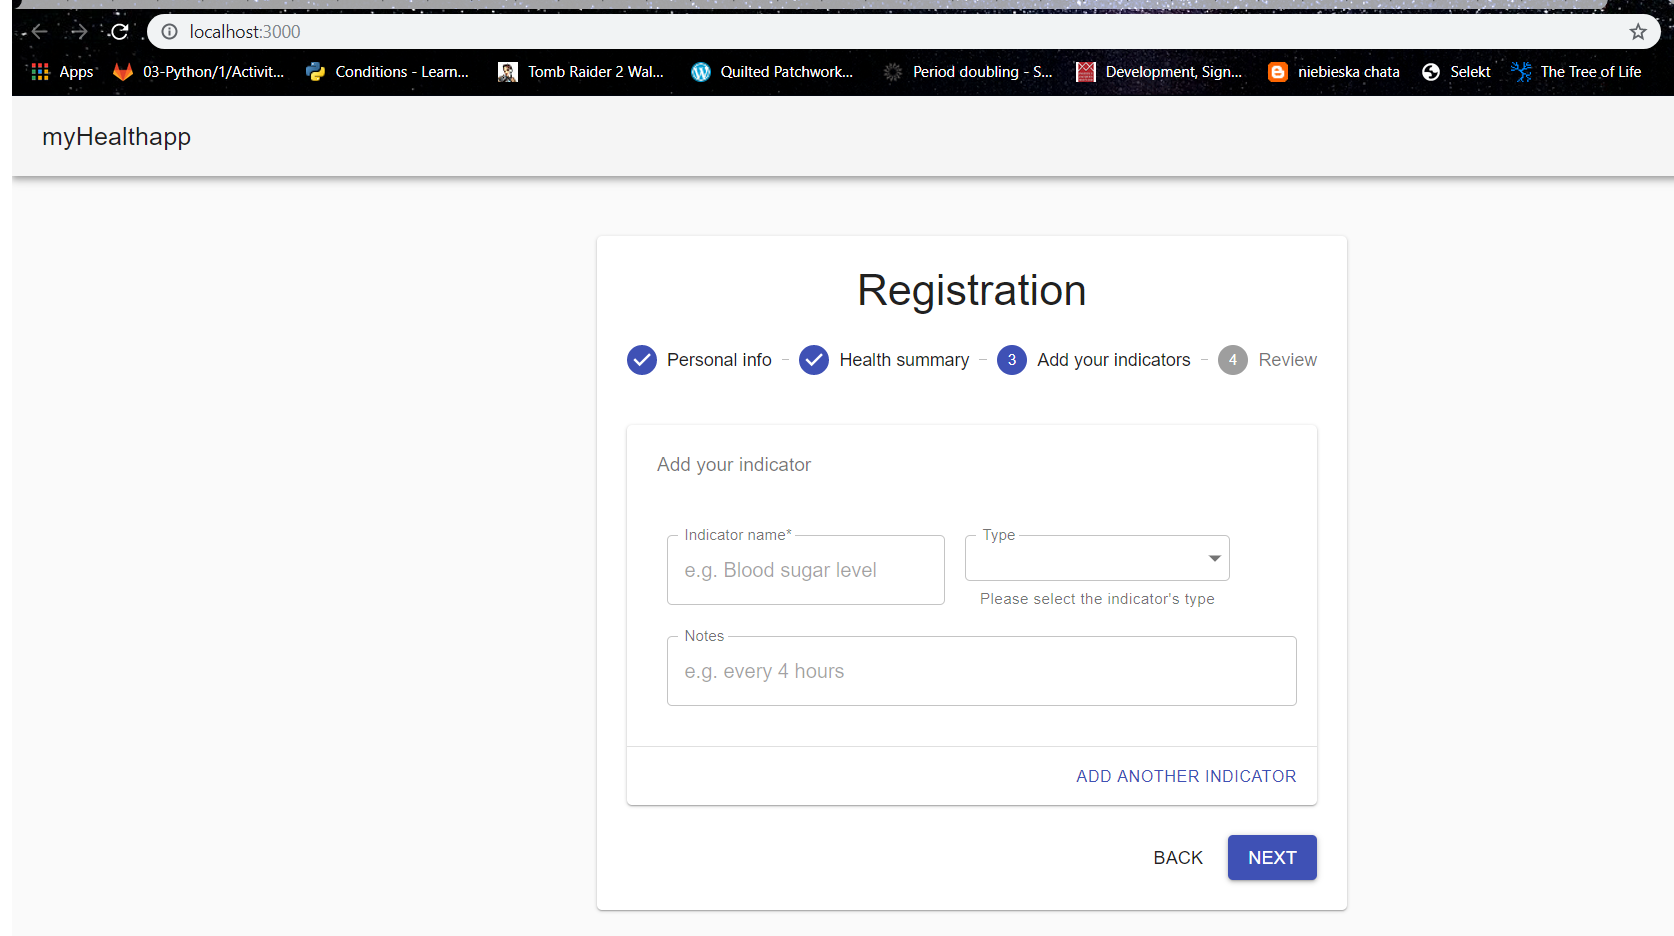 localhost:3000
Apps 03-Python/1/Activit... Conditions - Learn... Tomb Raider 2 Wal... Quilted Patchwork... Period doubling - S... Development, Sign... niebieska chata Selekt The Tree of Life
myHealthapp
Registration
Personal info Health summary 3 Add your indicators 4 Review
Add your indicator
Indicator name* Type
e.g. Blood sugar level
Please select the indicator's type
Notes
e.g. every 4 hours
ADD ANOTHER INDICATOR
BACK NEXT